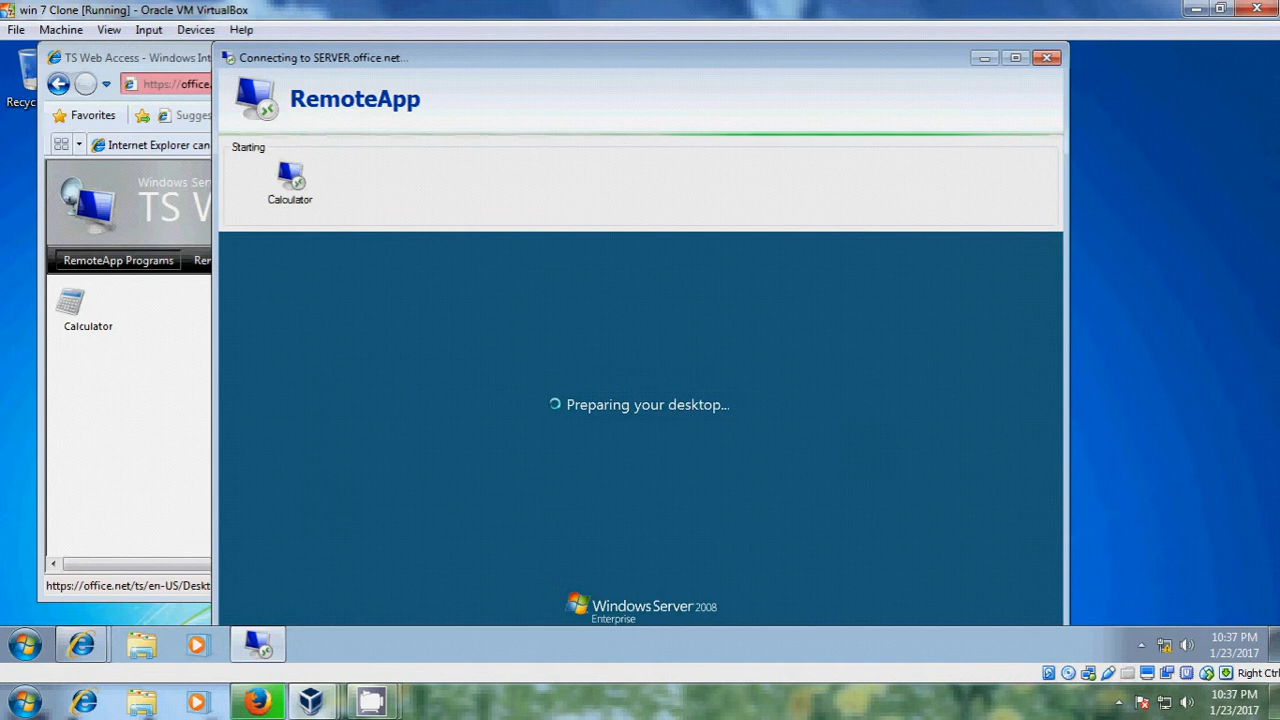 win 7 Clone [Running] - Oracle VM VirtualBox
File Machine View Input Devices Help
Recyc
TS Web Access - Windows Int
Connecting to SERVER.office.net...
https://office.
RemoteApp
Favorites
Sugges
Internet Explorer can
Starting
Calculator
Windows Ser
TS W
RemoteApp Programs
Rer
Calculator
Preparing your desktop...
https://office.net/ts/en-US/Deskt
Windows Server 2008
Enterprise
10:37 PM
1/23/2017
Right Ctrl
10:37 PM
1/23/2017